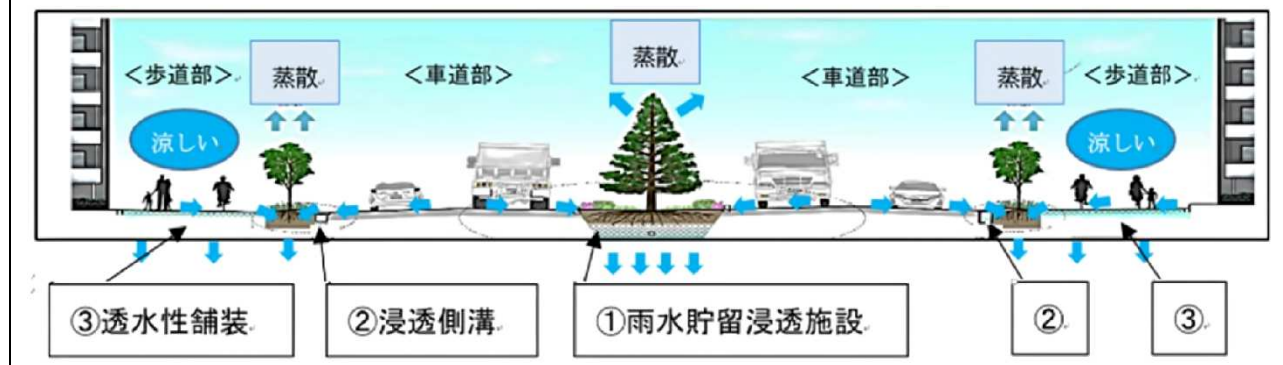 蒸散
<歩道部>
蒸散
<車道部>
<車道部>
蒸散
<歩道部>
涼しい
涼しい
③透水性舗装
②浸透側溝
①雨水貯留浸透施設
②
③